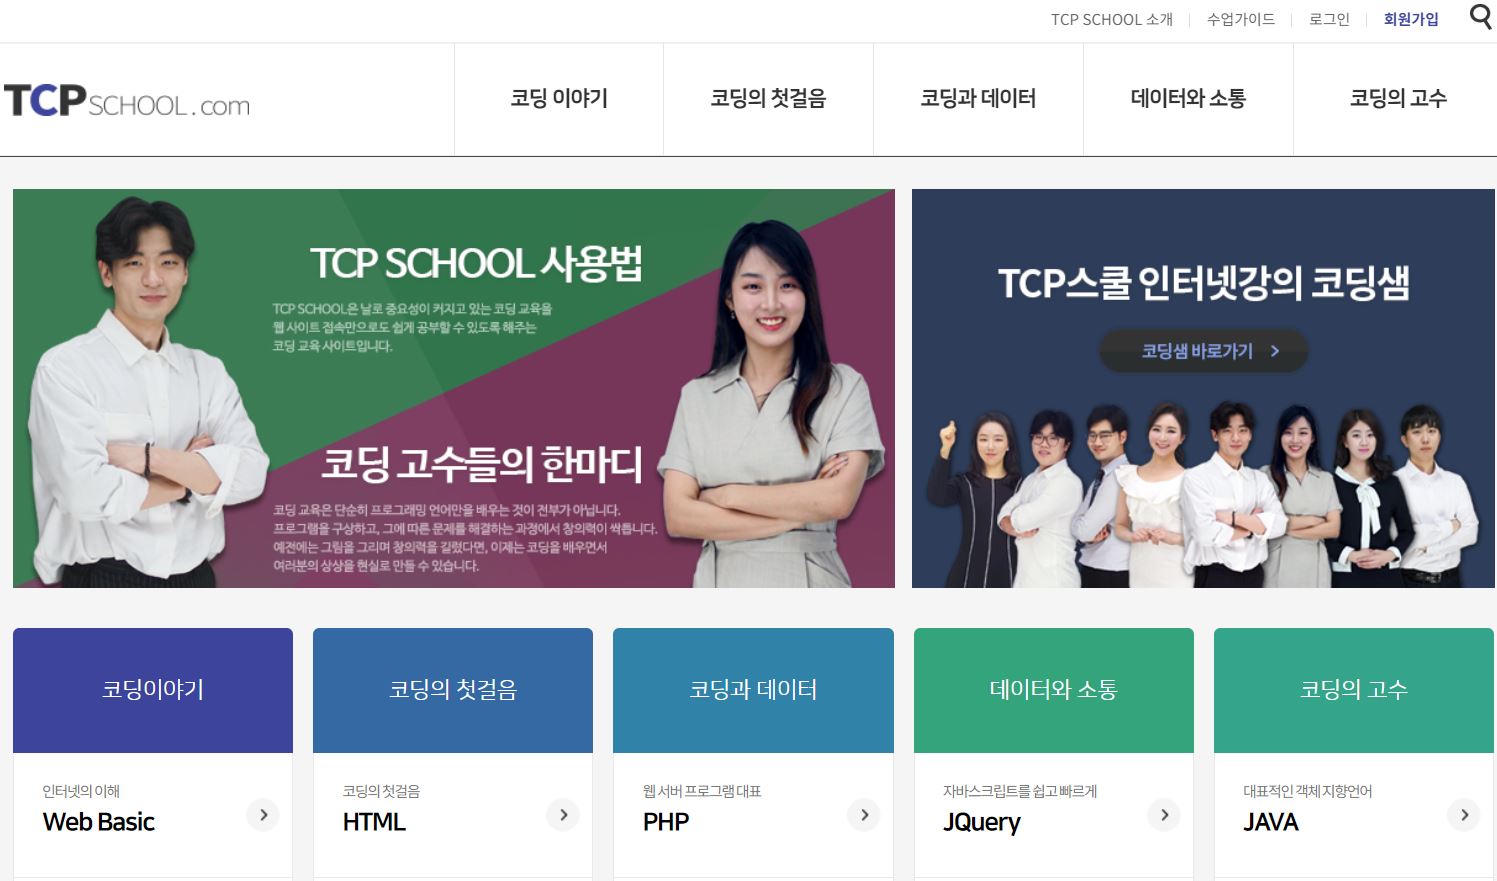 TCP SCHOOL 소개
수업가이드
로그인
회원가입
TCPSCHOOL.com
코딩 이야기
코딩의 첫걸음
코딩과 데이터
데이터와 소통
코딩의 고수
TCP SCHOOL 사용법
TCP SCHOOL은 날로 중요성이 커지고 있는 코딩 교육을
웹 사이트 접속만으로도 쉽게 공부할 수 있도록 해주는
코딩 교육 사이트입니다.
코딩 고수들의 한마디
코딩 교육은 단순히 프로그래밍 언어만을 배우는 것이 전부가 아닙니다.
프로그램을 구상하고, 그에 따른 문제를 해결하는 과정에서 창의력이 싹틉니다.
예전에는 그림을 그리며 창의력을 길렀다면, 이제는 코딩을 배우면서
여러분의 상상을 현실로 만들 수 있습니다.
TCP스쿨 인터넷강의 코딩샘
코딩샘 바로가기
코딩이야기
인터넷의 이해
Web Basic
코딩의 첫걸음
코딩의 첫걸음
HTML
코딩과 데이터
웹 서버 프로그램 대표
PHP
데이터와 소통
자바스크립트를 쉽고 빠르게
JQuery
코딩의 고수
대표적인 객체 지향언어
JAVA